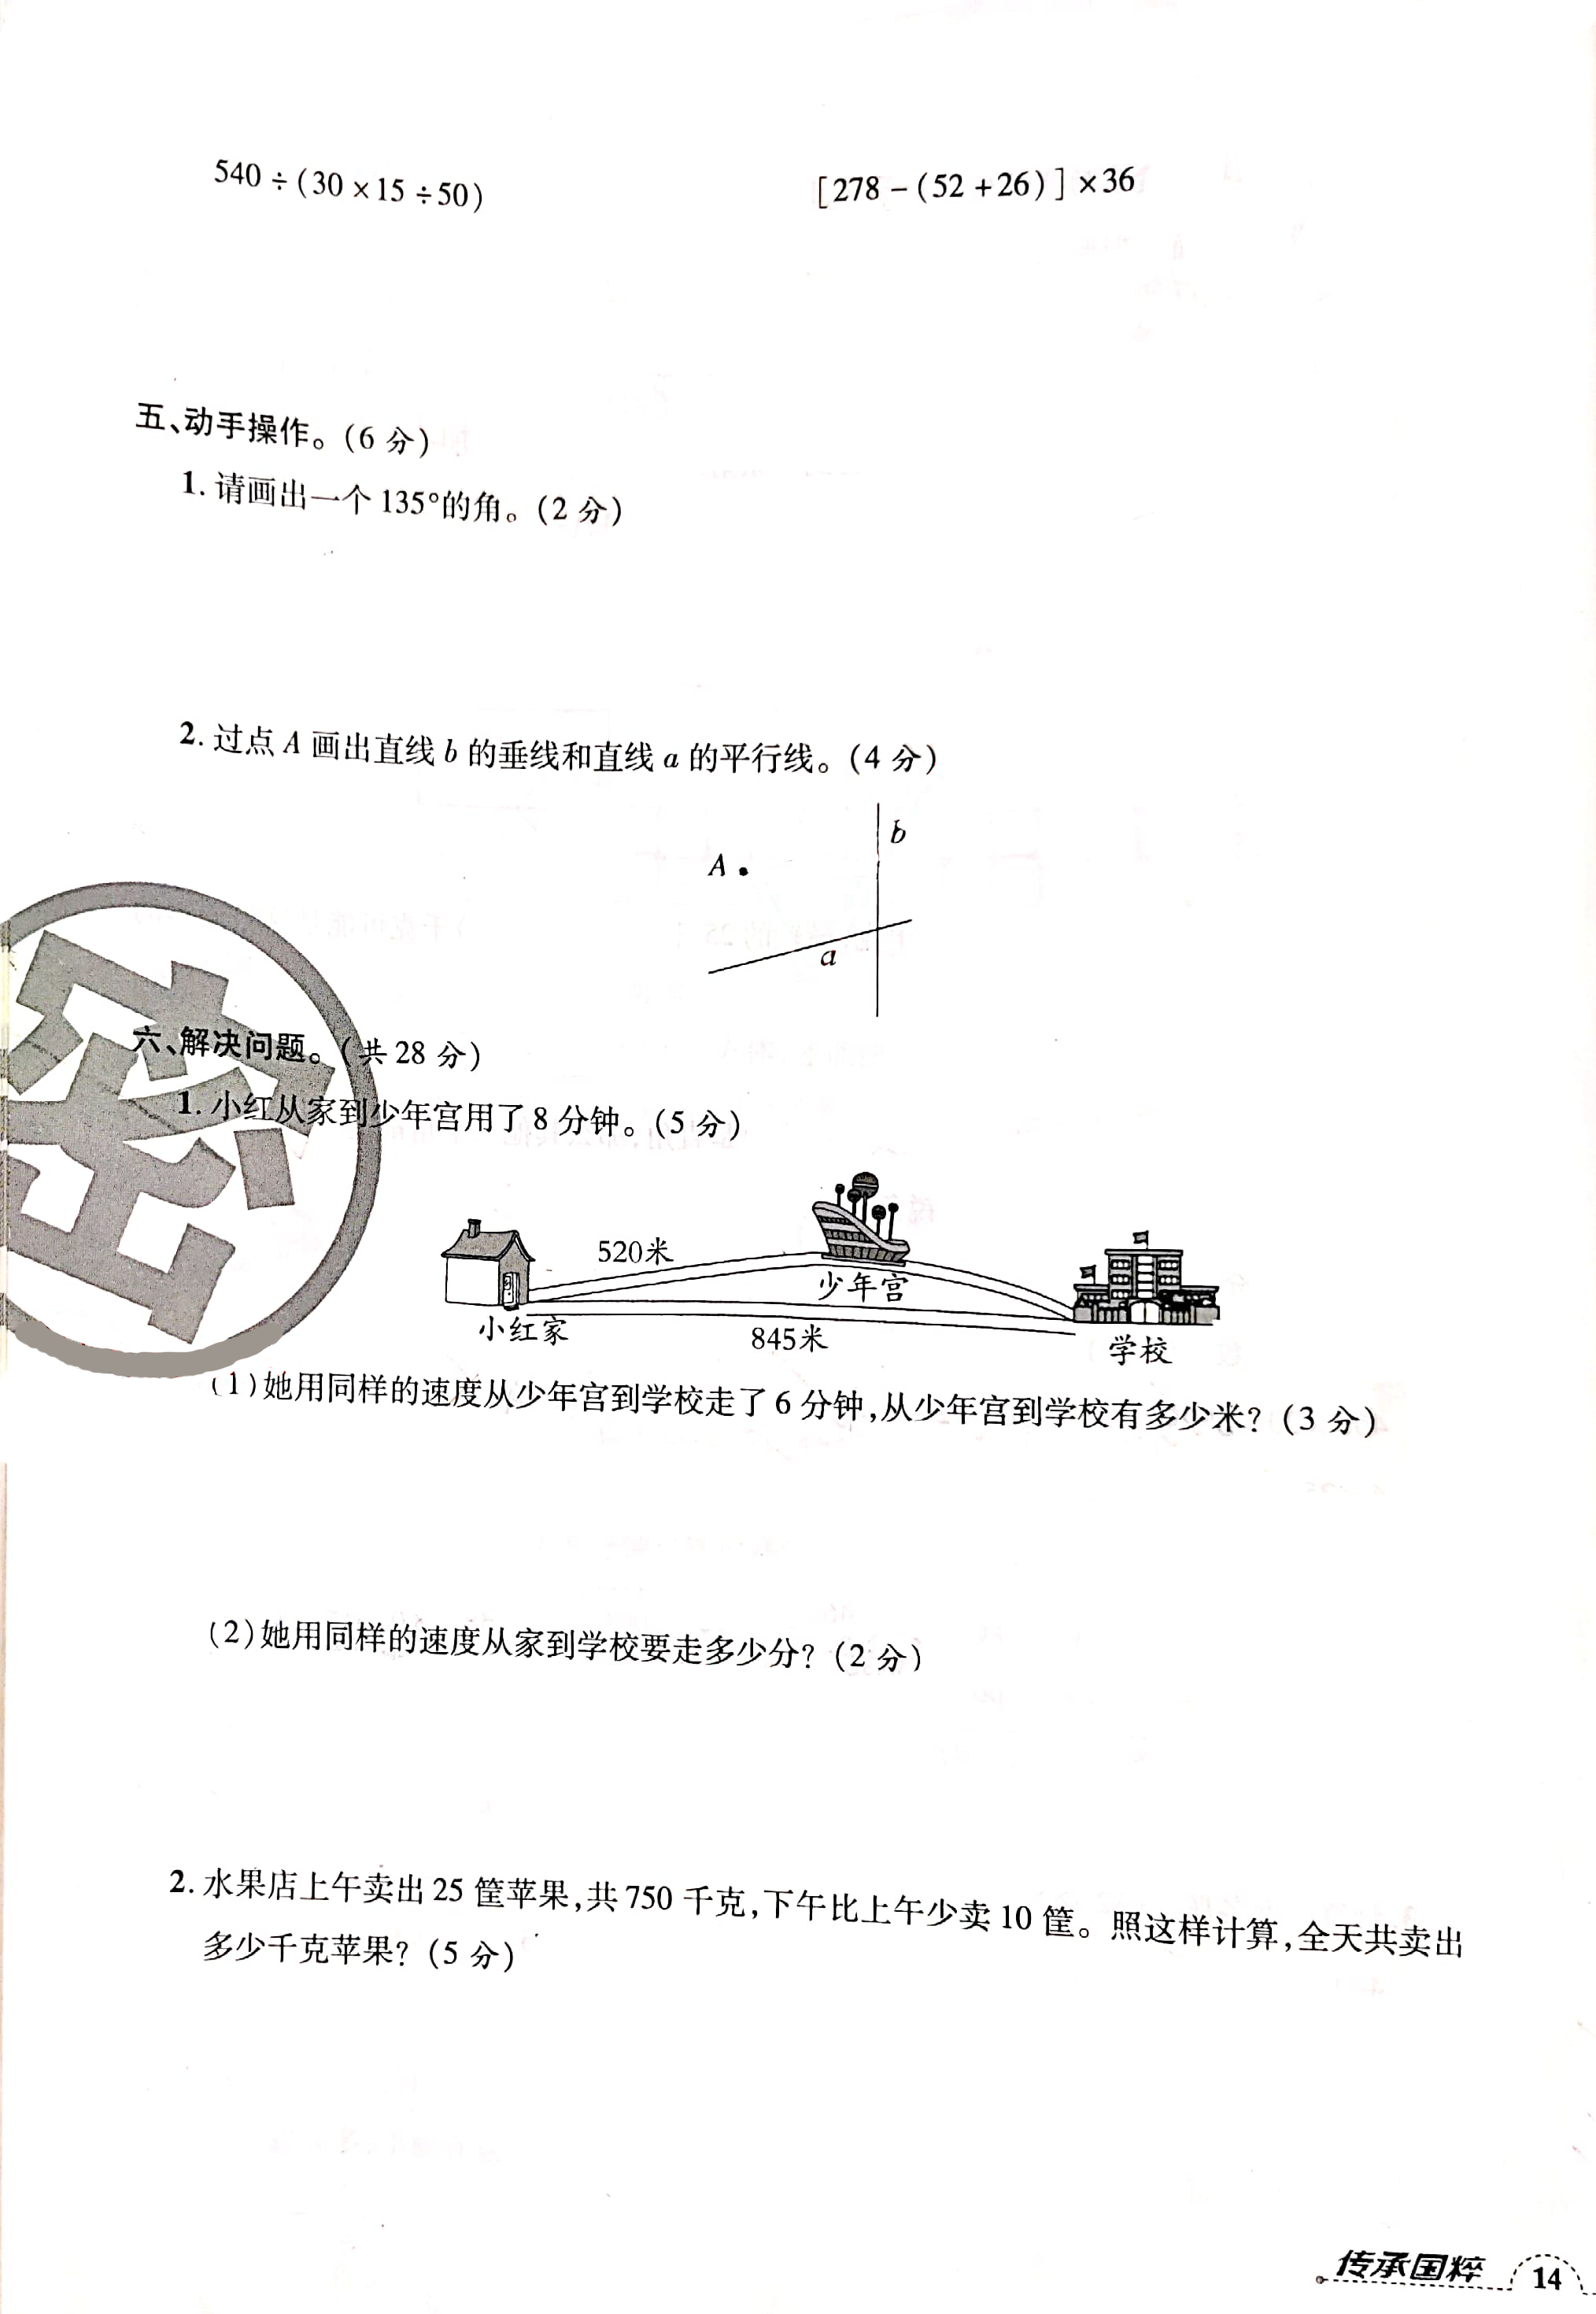 540÷(30×15÷50)
[278-(52+26)]×36
五、动手操作。(6分)
1. 请画出一个135°的角。(2分)
2. 过点A画出直线b的垂线和直线a的平行线。(4分)
b
A
a
密
六、解决问题。(共28分)
1. 小红从家到少年宫用了8分钟。(5分)
520米
少年宫
小红家
845米
学校
(1)她用同样的速度从少年宫到学校走了6分钟,从少年宫到学校有多少米?(3分)
(2)她用同样的速度从家到学校要走多少分?(2分)
2. 水果店上午卖出25筐苹果,共750千克,下午比上午少卖10筐。照这样计算,全天共卖出
多少千克苹果?(5分)
传承国粹
14